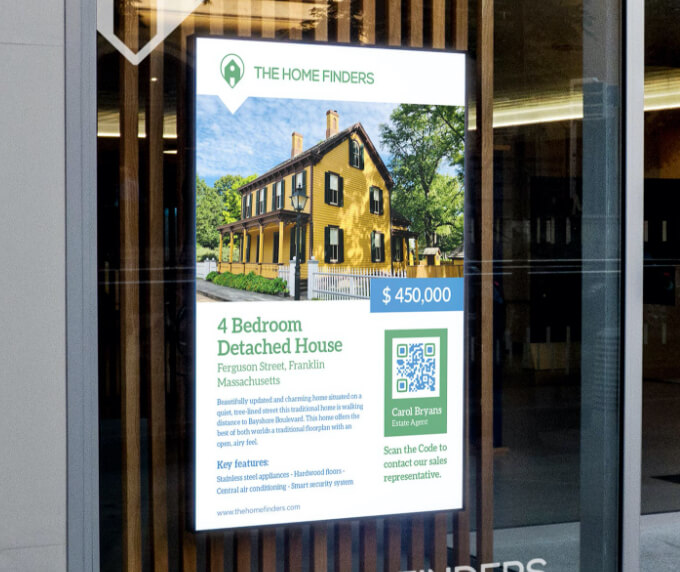 THE HOME FINDERS
$ 450,000
4 Bedroom
Detached House
Ferguson Street, Franklin
Massachusetts
Beautifully updated and charming home situated on a
quiet, tree-lined street this traditional home is walking
distance to Bayshore Boulevard. This home offers the
best of both worlds a traditional floorplan with an
open, airy feel.
Key features:
Stainless steel appliances - Hardwood floors -
Central air conditioning - Smart security system
www.thehomefinders.com
Carol Bryans
Estate Agent
Scan the Code to
contact our sales
representative.
FINDERS